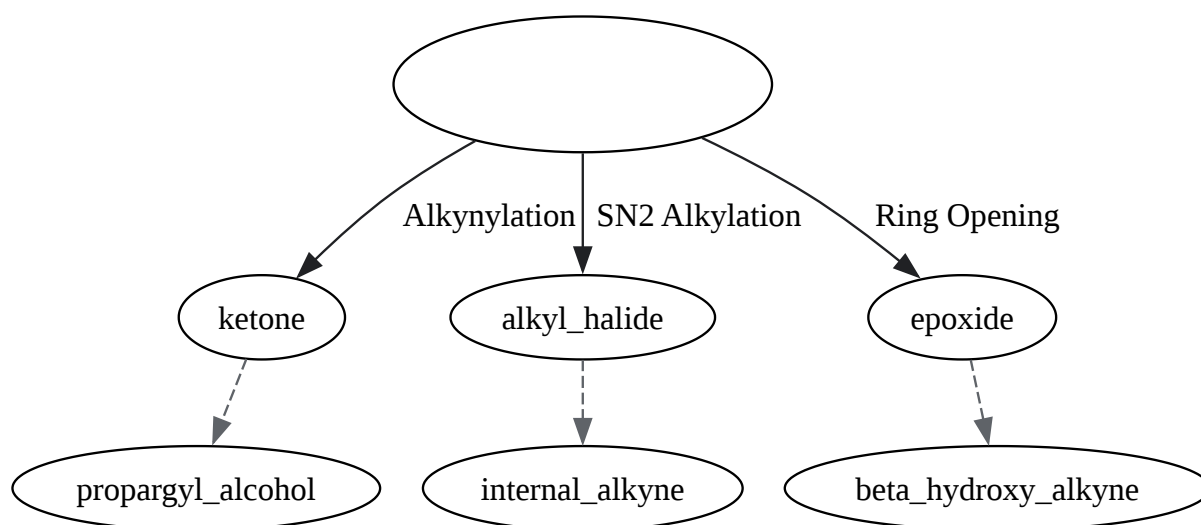 Alkynylation
SN2 Alkylation
Ring Opening
ketone
alkyl_halide
epoxide
propargyl_alcohol
internal_alkyne
beta_hydroxy_alkyne